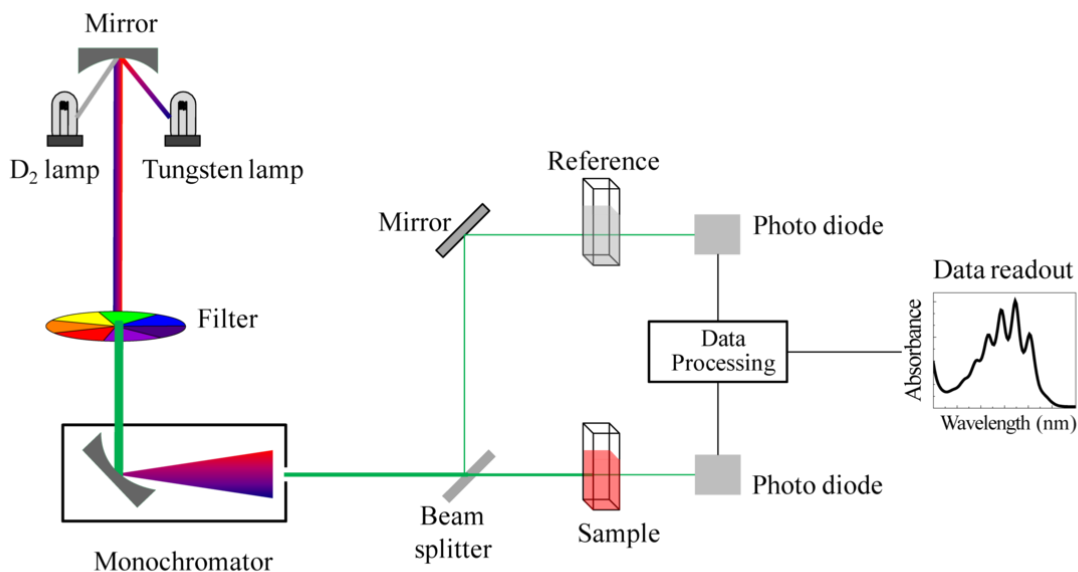 Mirror
D₂ lamp
Tungsten lamp
Filter
Monochromator
Mirror
Reference
Photo diode
Data
Processing
Beam
splitter
Sample
Photo diode
Data readout
Absorbance
Wavelength (nm)